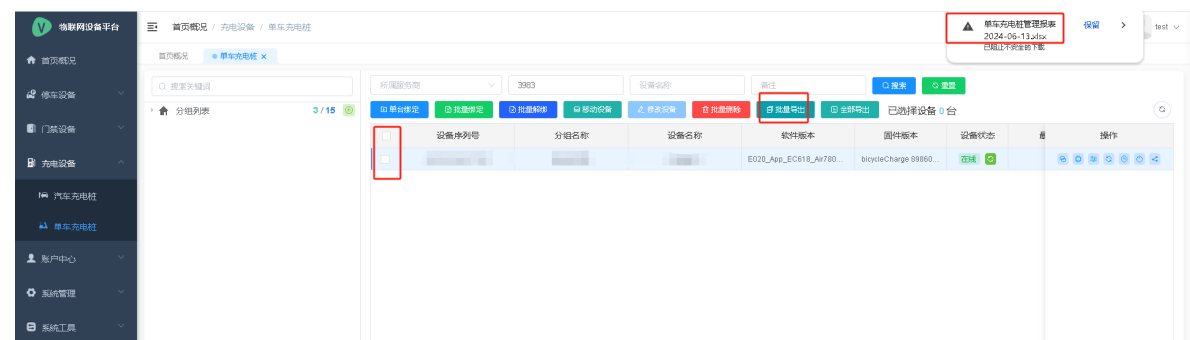 V 物联网设备平台
首页概况 / 充电设备 / 单车充电桩
单车充电桩管理报表
2024-06-13.xlsx
已阻止不安全的下载
保留
test
首页概况
单车充电桩 ×
首页概况
停车设备
门禁设备
充电设备
汽车充电桩
单车充电桩
账户中心
系统管理
系统工具
搜索关键词
分组列表 3 / 15
所属服务商
3983
设备名称
备注
搜索
重置
单台绑定
批量绑定
批量解绑
移动设备
修改设备
批量删除
批量导出
全部导出
已选择设备 0 台
设备序列号 分组名称 设备名称 软件版本 固件版本 设备状态 操作
E020_App_EC618_Air780... bicycleCharge 89860... 在线